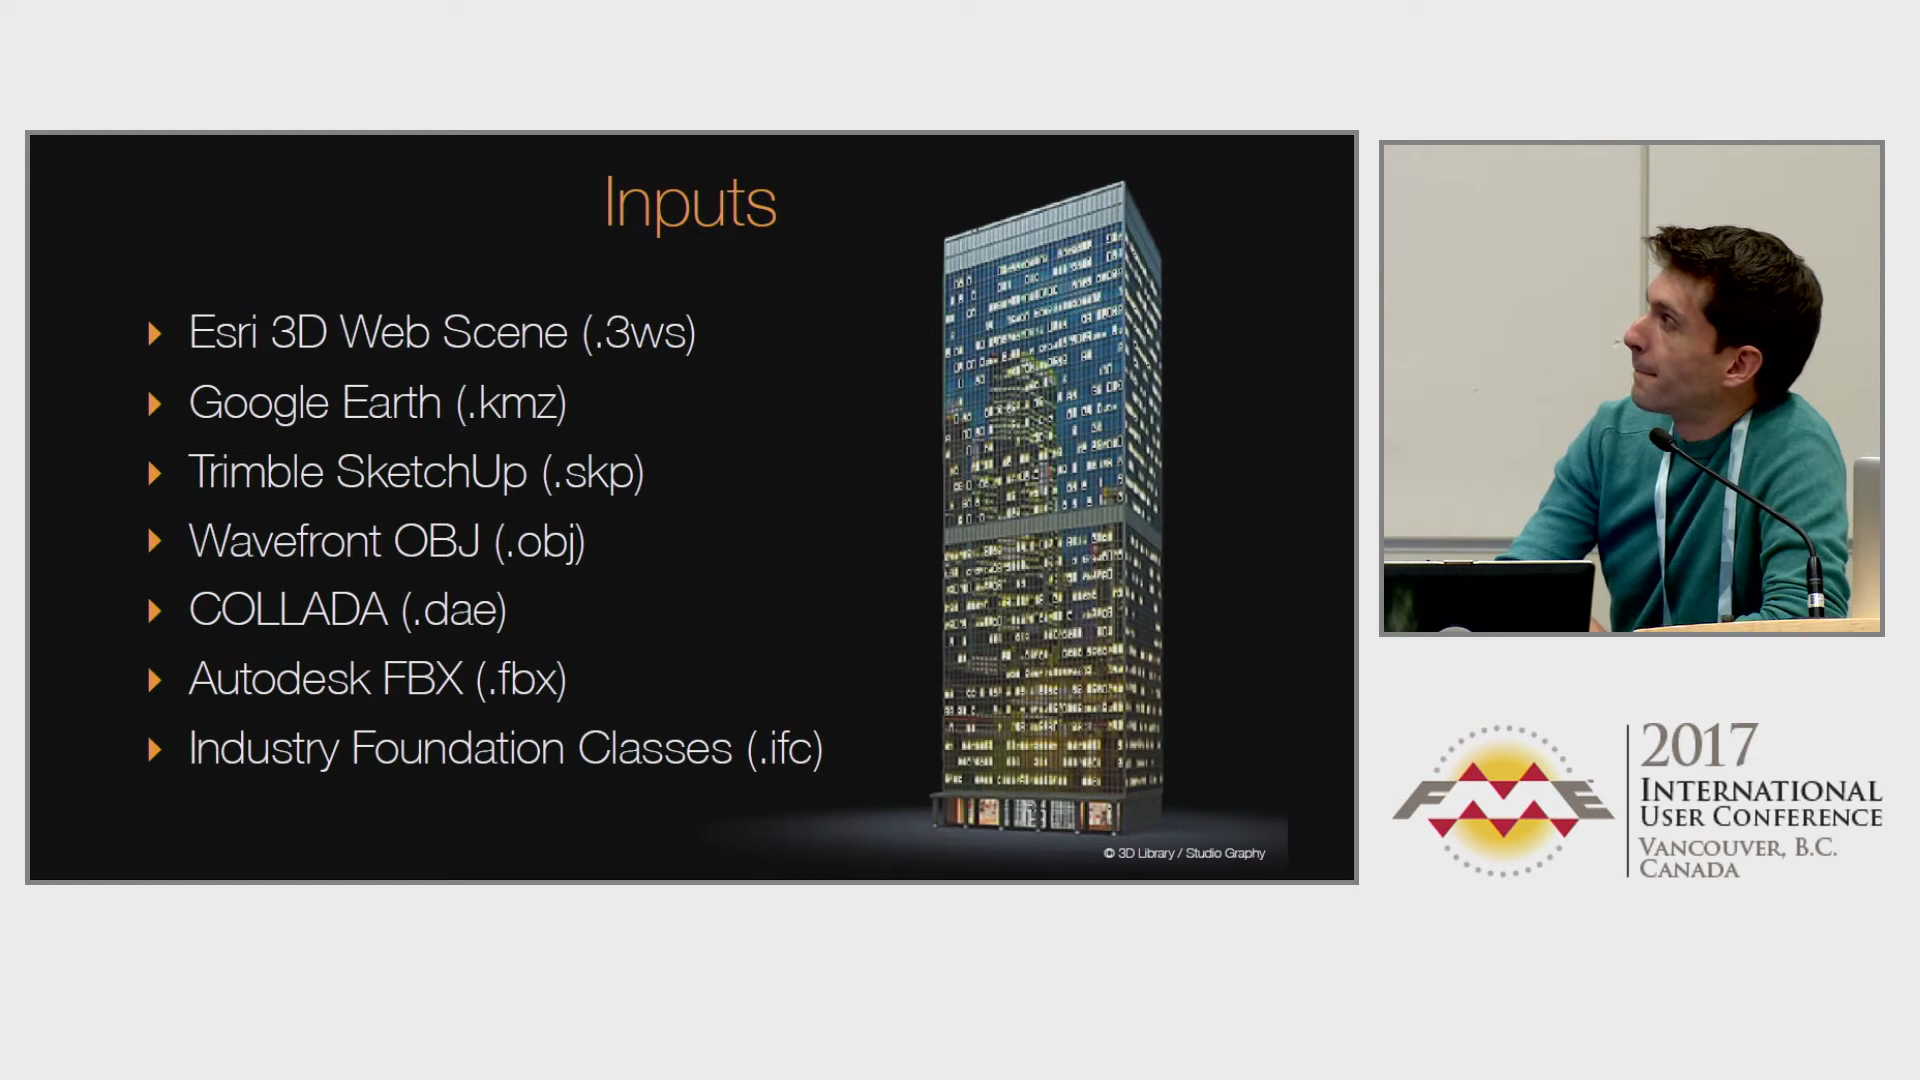 Inputs
Esri 3D Web Scene (.3ws)
Google Earth (.kmz)
Trimble SketchUp (.skp)
Wavefront OBJ (.obj)
COLLADA (.dae)
Autodesk FBX (.fbx)
Industry Foundation Classes (.ifc)
© 3D Library / Studio Graphy
FME
2017
INTERNATIONAL
USER CONFERENCE
VANCOUVER, B.C.
CANADA